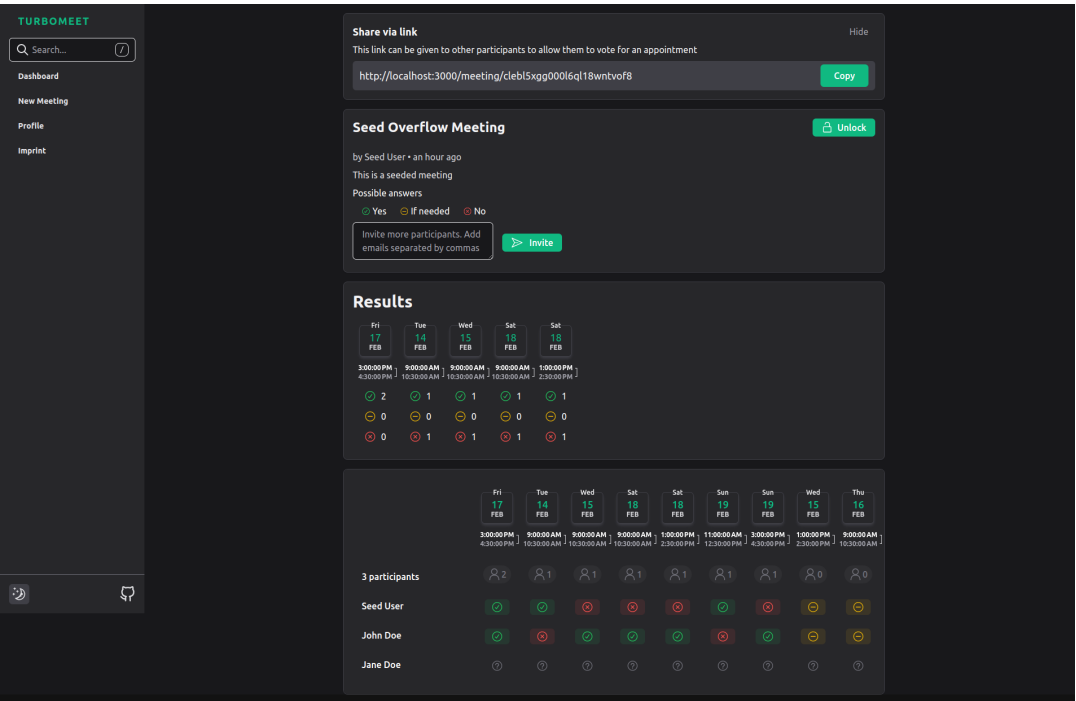 TURBOMEET
Search... /
Dashboard
New Meeting
Profile
Imprint
Share via link Hide
This link can be given to other participants to allow them to vote for an appointment
http://localhost:3000/meeting/clebl5xgg000l6ql18wntvof8 Copy
Seed Overflow Meeting Unlock
by Seed User • an hour ago
This is a seeded meeting
Possible answers
Yes If needed No
Invite more participants. Add
emails separated by commas
Invite
Results
Fri Tue Wed Sat Sat
17 14 15 18 18
FEB FEB FEB FEB FEB
3:00:00 PM 9:00:00 AM 9:00:00 AM 9:00:00 AM 1:00:00 PM
4:30:00 PM 10:30:00 AM 10:30:00 AM 10:30:00 AM 2:30:00 PM
2 1 1 1 1
0 0 0 0 0
0 1 1 1 1
Fri Tue Wed Sat Sat Sun Sun Wed Thu
17 14 15 18 18 19 19 15 16
FEB FEB FEB FEB FEB FEB FEB FEB FEB
3:00:00 PM 9:00:00 AM 9:00:00 AM 9:00:00 AM 1:00:00 PM 11:00:00 AM 3:00:00 PM 1:00:00 PM 9:00:00 AM
4:30:00 PM 10:30:00 AM 10:30:00 AM 10:30:00 AM 2:30:00 PM 12:30:00 PM 4:30:00 PM 2:30:00 PM 10:30:00 AM
3 participants 2 1 1 1 1 1 1 0 0
Seed User
John Doe
Jane Doe ? ? ? ? ? ? ? ? ?